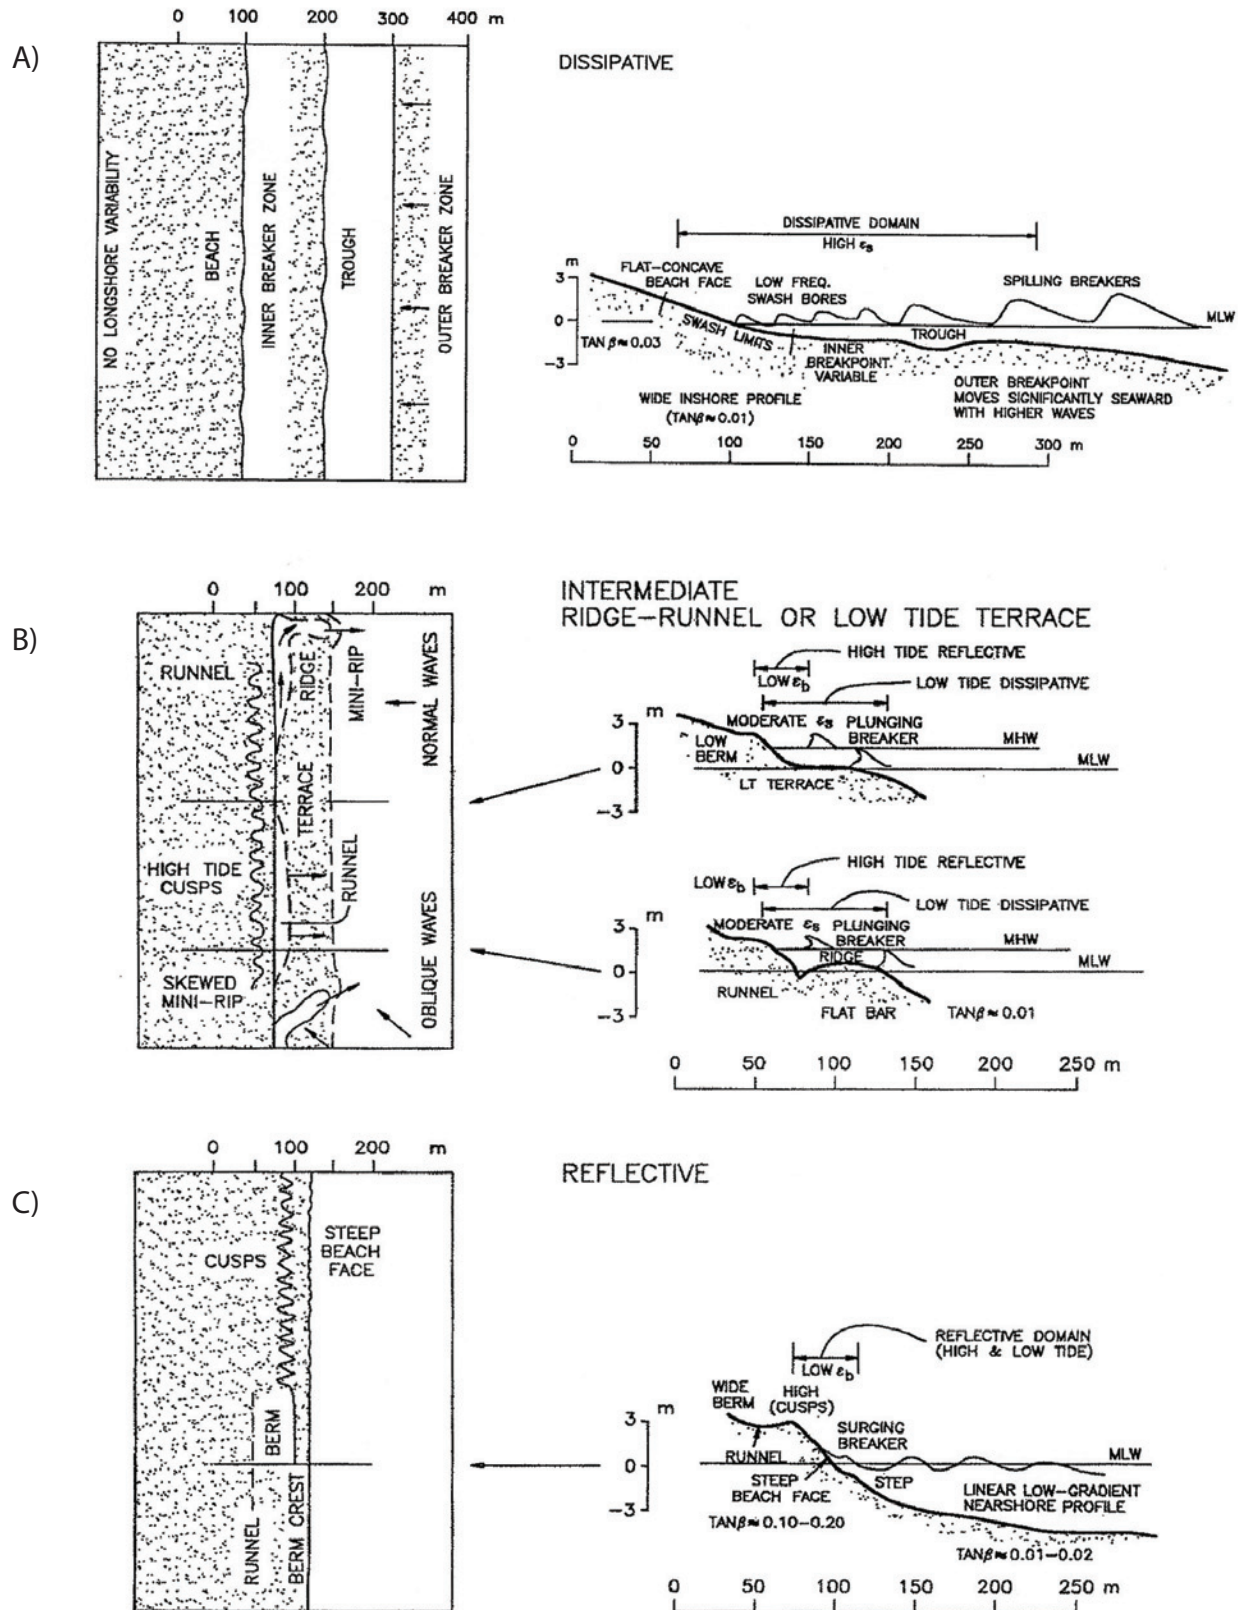 A)
0 100 200 300 400 m
NO LONGSHORE VARIABILITY
BEACH
INNER BREAKER ZONE
TROUGH
OUTER BREAKER ZONE
DISSIPATIVE
DISSIPATIVE DOMAIN
HIGH εs
m
3
0
-3
FLAT-CONCAVE
BEACH FACE
LOW FREQ.
SWASH BORES
SPILLING BREAKERS
MLW
TAN β≈0.03
SWASH LIMITS
INNER
BREAKPOINT
VARIABLE
TROUGH
WIDE INSHORE PROFILE
(TANβ≈0.01)
OUTER BREAKPOINT
MOVES SIGNIFICANTLY SEAWARD
WITH HIGHER WAVES
0 50 100 150 200 250 300 m
B)
0 100 200 m
RUNNEL
RIDGE
MINI-RIP
NORMAL WAVES
TERRACE
HIGH TIDE
CUSPS
RUNNEL
SKEWED
MINI-RIP
OBLIQUE WAVES
INTERMEDIATE
RIDGE-RUNNEL OR LOW TIDE TERRACE
HIGH TIDE REFLECTIVE
LOW εb
LOW TIDE DISSIPATIVE
m
3
0
-3
MODERATE εs PLUNGING
BREAKER
LOW
BERM
MHW
MLW
LT TERRACE
HIGH TIDE REFLECTIVE
LOW εb
LOW TIDE DISSIPATIVE
m
3
0
-3
MODERATE εs PLUNGING
BREAKER
RIDGE
MHW
MLW
RUNNEL
FLAT BAR
TANβ≈0.01
0 50 100 150 200 250 m
C)
0 100 200 m
CUSPS
STEEP
BEACH
FACE
BERM
RUNNEL
BERM CREST
REFLECTIVE
REFLECTIVE DOMAIN
(HIGH & LOW TIDE)
LOW εb
m
3
0
-3
WIDE
BERM
HIGH
(CUSPS)
SURGING
BREAKER
RUNNEL
MLW
STEEP
BEACH FACE
STEP
LINEAR LOW-GRADIENT
NEARSHORE PROFILE
TANβ≈0.10-0.20
TANβ≈0.01-0.02
0 50 100 150 200 250 m